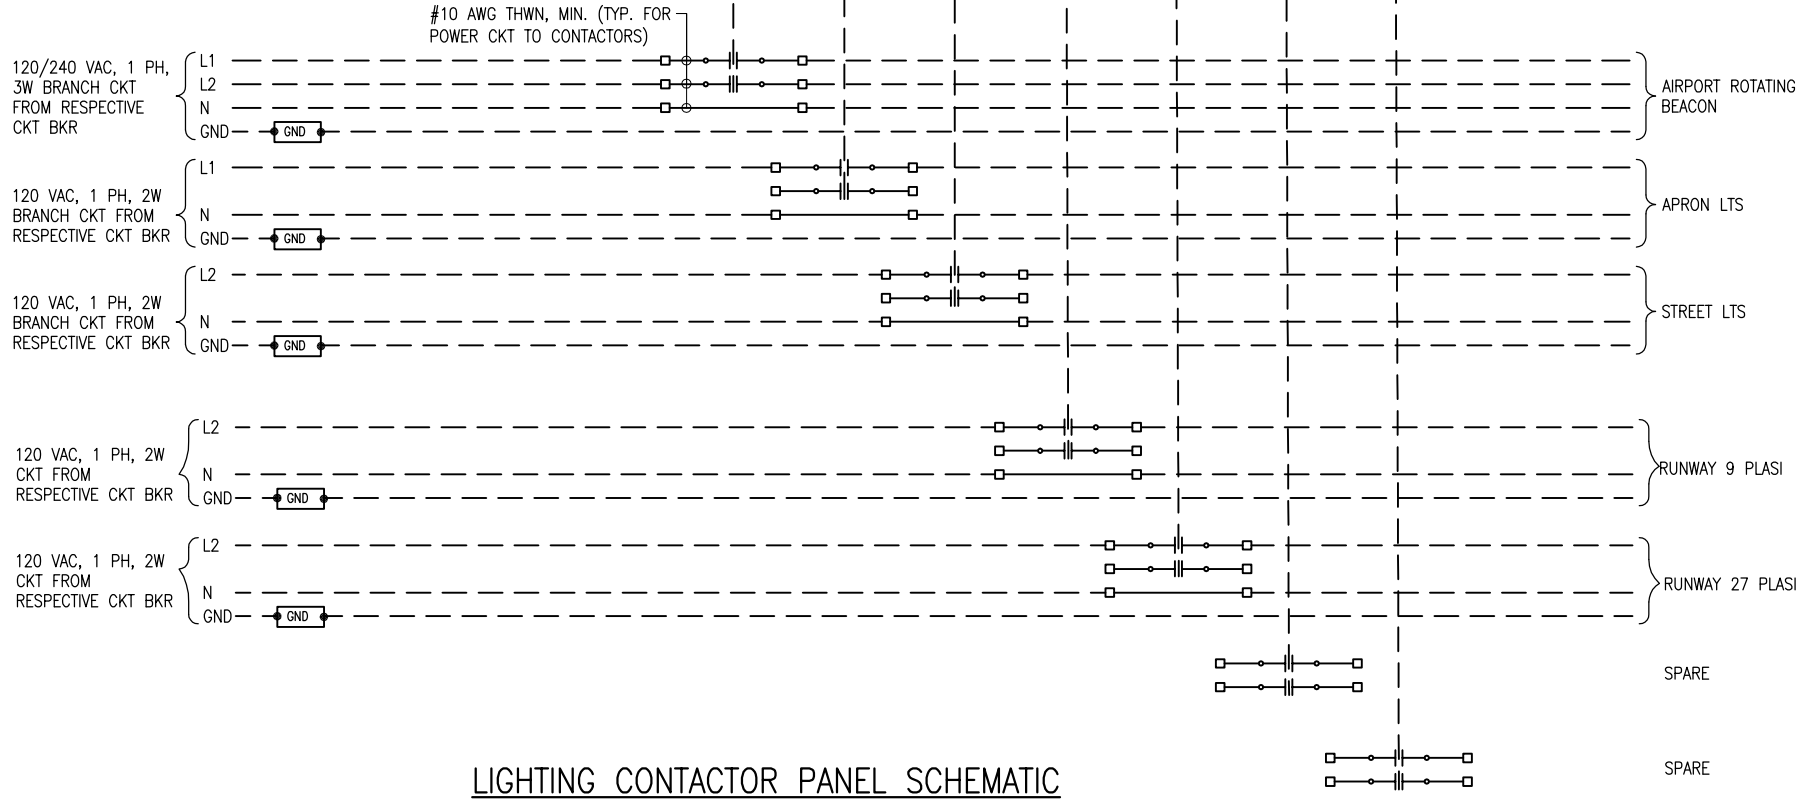 #10 AWG THWN, MIN. (TYP. FOR
POWER CKT TO CONTACTORS)
120/240 VAC, 1 PH,
3W BRANCH CKT
FROM RESPECTIVE
CKT BKR
L1
L2
N
GND
GND
AIRPORT ROTATING
BEACON
120 VAC, 1 PH, 2W
BRANCH CKT FROM
RESPECTIVE CKT BKR
L1
N
GND
GND
APRON LTS
120 VAC, 1 PH, 2W
BRANCH CKT FROM
RESPECTIVE CKT BKR
L2
N
GND
GND
STREET LTS
120 VAC, 1 PH, 2W
CKT FROM
RESPECTIVE CKT BKR
L2
N
GND
GND
RUNWAY 9 PLASI
120 VAC, 1 PH, 2W
CKT FROM
RESPECTIVE CKT BKR
L2
N
GND
GND
RUNWAY 27 PLASI
SPARE
SPARE
LIGHTING CONTACTOR PANEL SCHEMATIC